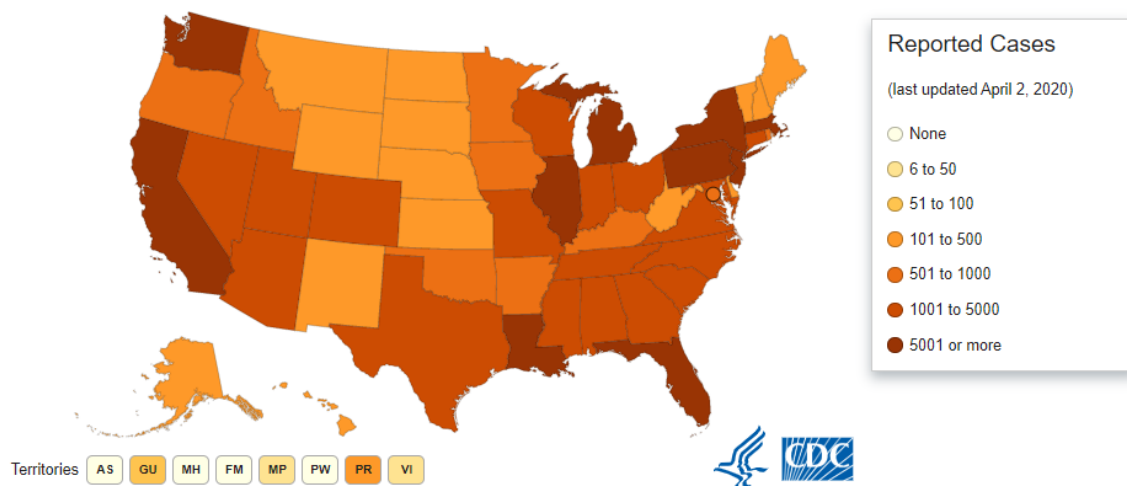 Reported Cases
(last updated April 2, 2020)
None
6 to 50
51 to 100
101 to 500
501 to 1000
1001 to 5000
5001 or more
Territories AS GU MH FM MP PW PR VI
CDC